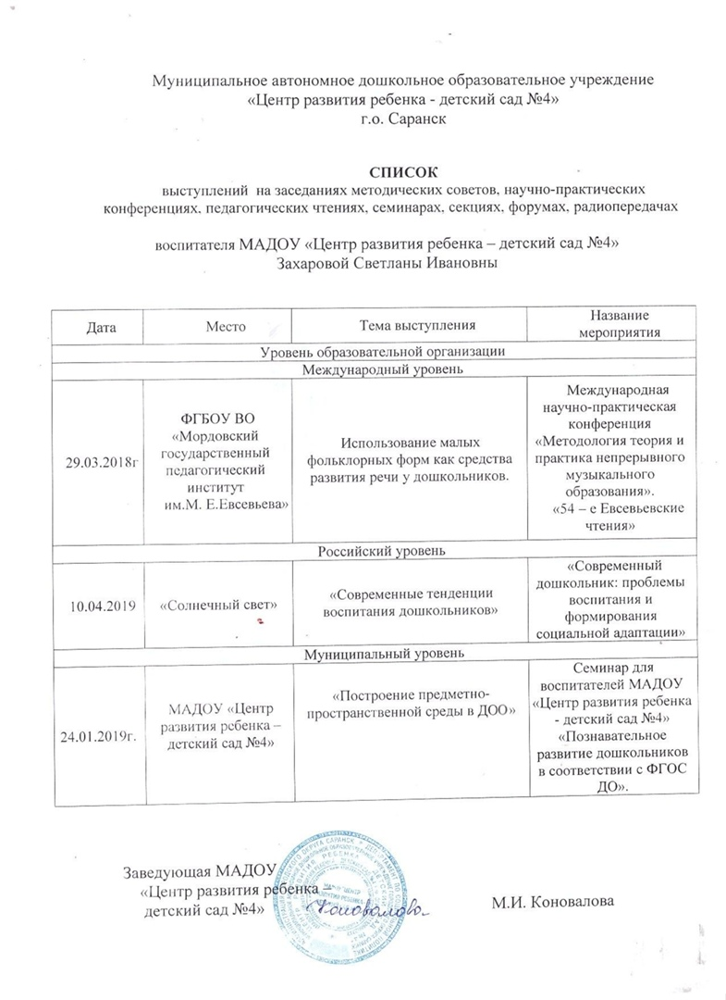 Муниципальное автономное дошкольное образовательное учреждение
«Центр развития ребенка - детский сад №4»
г.о. Саранск
СПИСОК
выступлений на заседаниях методических советов, научно-практических
конференциях, педагогических чтениях, семинарах, секциях, форумах, радиопередачах
воспитателя МАДОУ «Центр развития ребенка – детский сад №4»
Захаровой Светланы Ивановны
Дата
Место
Тема выступления
Название
мероприятия
Уровень образовательной организации
Международный уровень
29.03.2018г
ФГБОУ ВО
«Мордовский
государственный
педагогический
институт
им.М. Е.Евсевьева»
Использование малых
фольклорных форм как средства
развития речи у дошкольников.
Международная
научно-практическая
конференция
«Методология теория и
практика непрерывного
музыкального
образования».
«54 – е Евсевьевские
чтения»
Российский уровень
10.04.2019
«Солнечный свет»
«Современные тенденции
воспитания дошкольников»
«Современный
дошкольник: проблемы
воспитания и
формирования
социальной адаптации»
Муниципальный уровень
24.01.2019г.
МАДОУ «Центр
развития ребенка –
детский сад №4»
«Построение предметно-
пространственной среды в ДОО»
Семинар для
воспитателей МАДОУ
«Центр развития ребенка
- детский сад №4»
«Познавательное
развитие дошкольников
в соответствии с ФГОС
ДО».
Заведующая МАДОУ
«Центр развития ребенка –
детский сад №4»
Коновалова
М.И. Коновалова